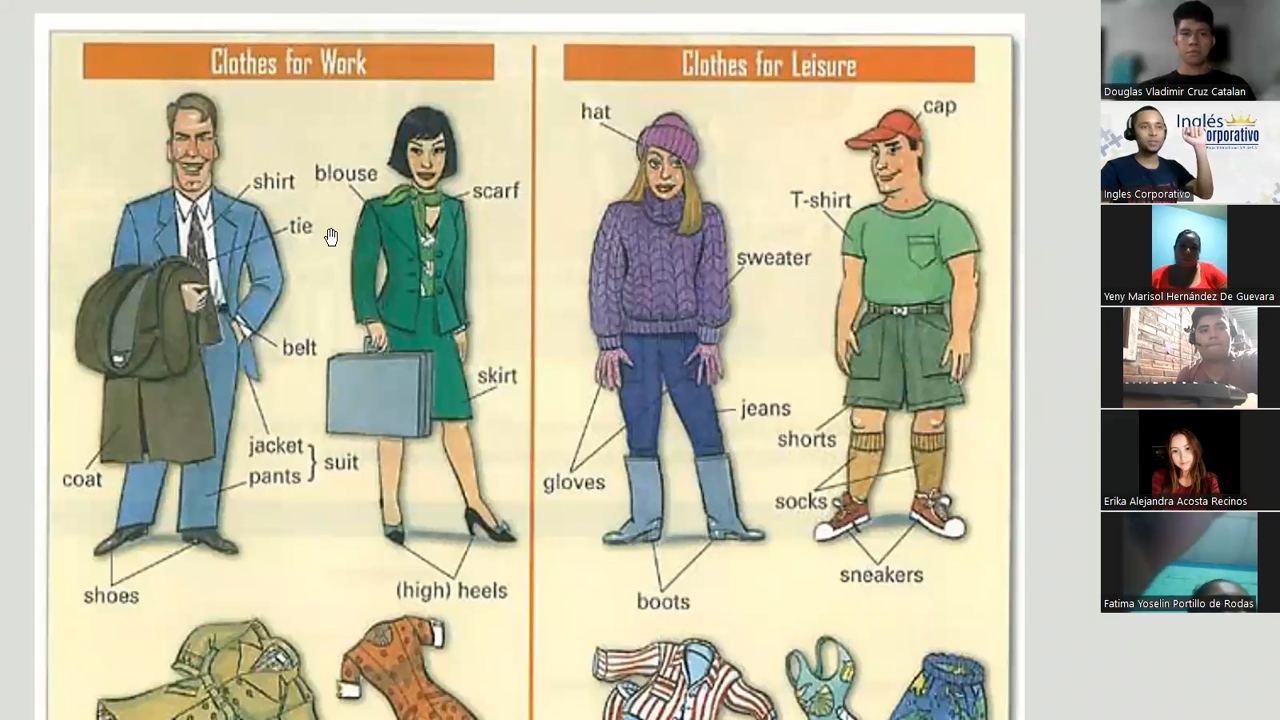 Clothes for Work
shirt
blouse
scarf
tie
belt
skirt
jacket
pants
suit
coat
shoes
(high) heels
Clothes for Leisure
hat
cap
T-shirt
sweater
jeans
shorts
gloves
socks
sneakers
boots
Douglas Vladimir Cruz Catalan
Inglés
orporativo
Ingles Corporativo
Yeny Marisol Hernández De Guevara
Erika Alejandra Acosta Recinos
Fatima Yoselin Portillo de Rodas